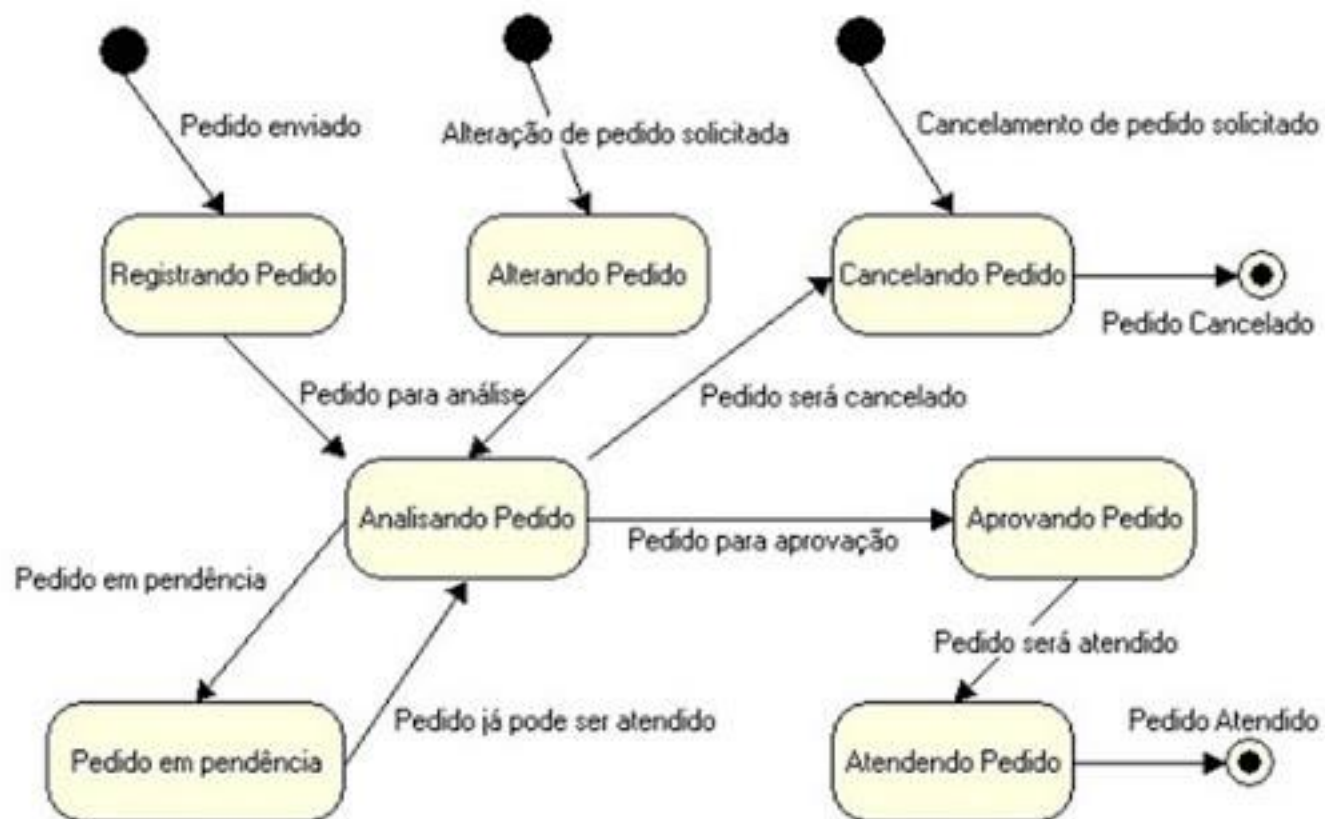 Pedido enviado
Alteração de pedido solicitada
Cancelamento de pedido solicitado
Registrando Pedido
Alterando Pedido
Cancelando Pedido
Pedido Cancelado
Pedido para análise
Pedido será cancelado
Analisando Pedido
Pedido para aprovação
Aprovando Pedido
Pedido em pendência
Pedido será atendido
Pedido já pode ser atendido
Pedido Atendido
Pedido em pendência
Atendendo Pedido